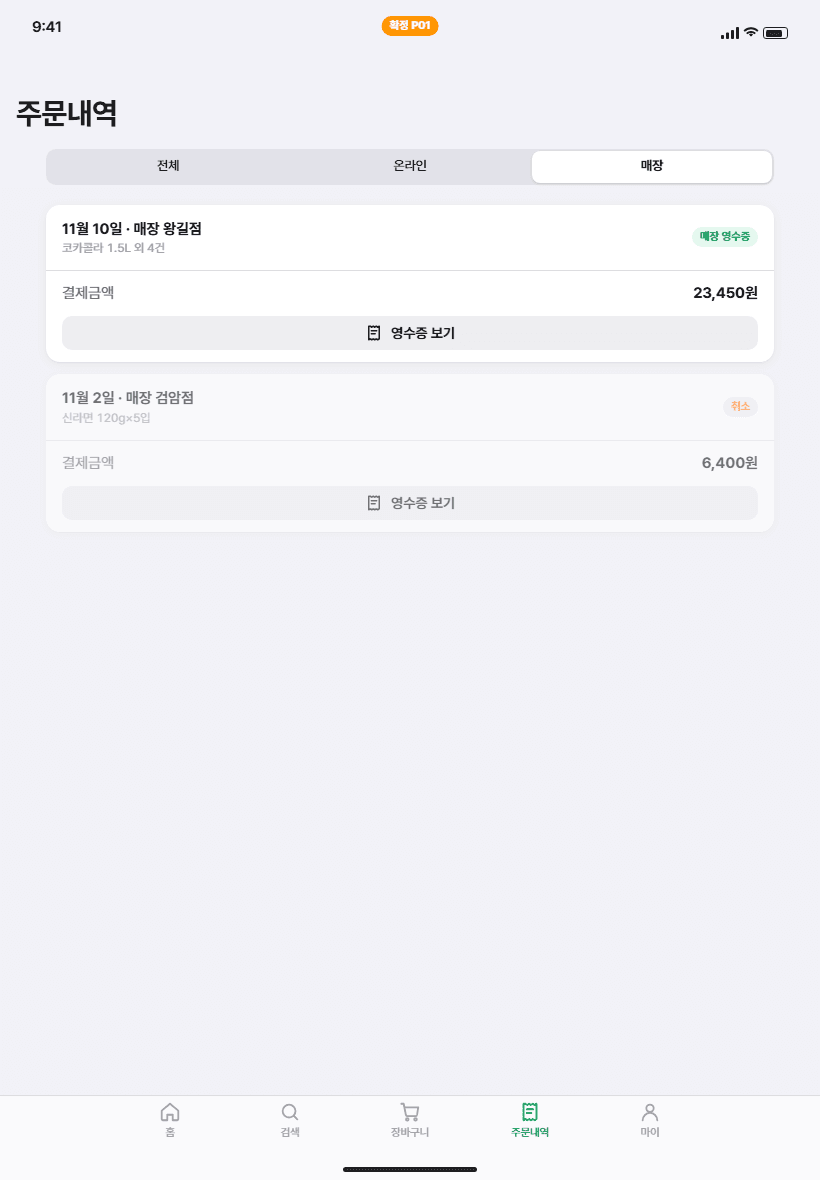 9:41
확정 P01
주문내역
전체
온라인
매장
11월 10일 · 매장 왕길점
코카콜라 1.5L 외 4건
매장 영수증
결제금액
23,450원
영수증 보기
11월 2일 · 매장 검암점
신라면 120g×5입
취소
결제금액
6,400원
영수증 보기
홈
검색
장바구니
주문내역
마이